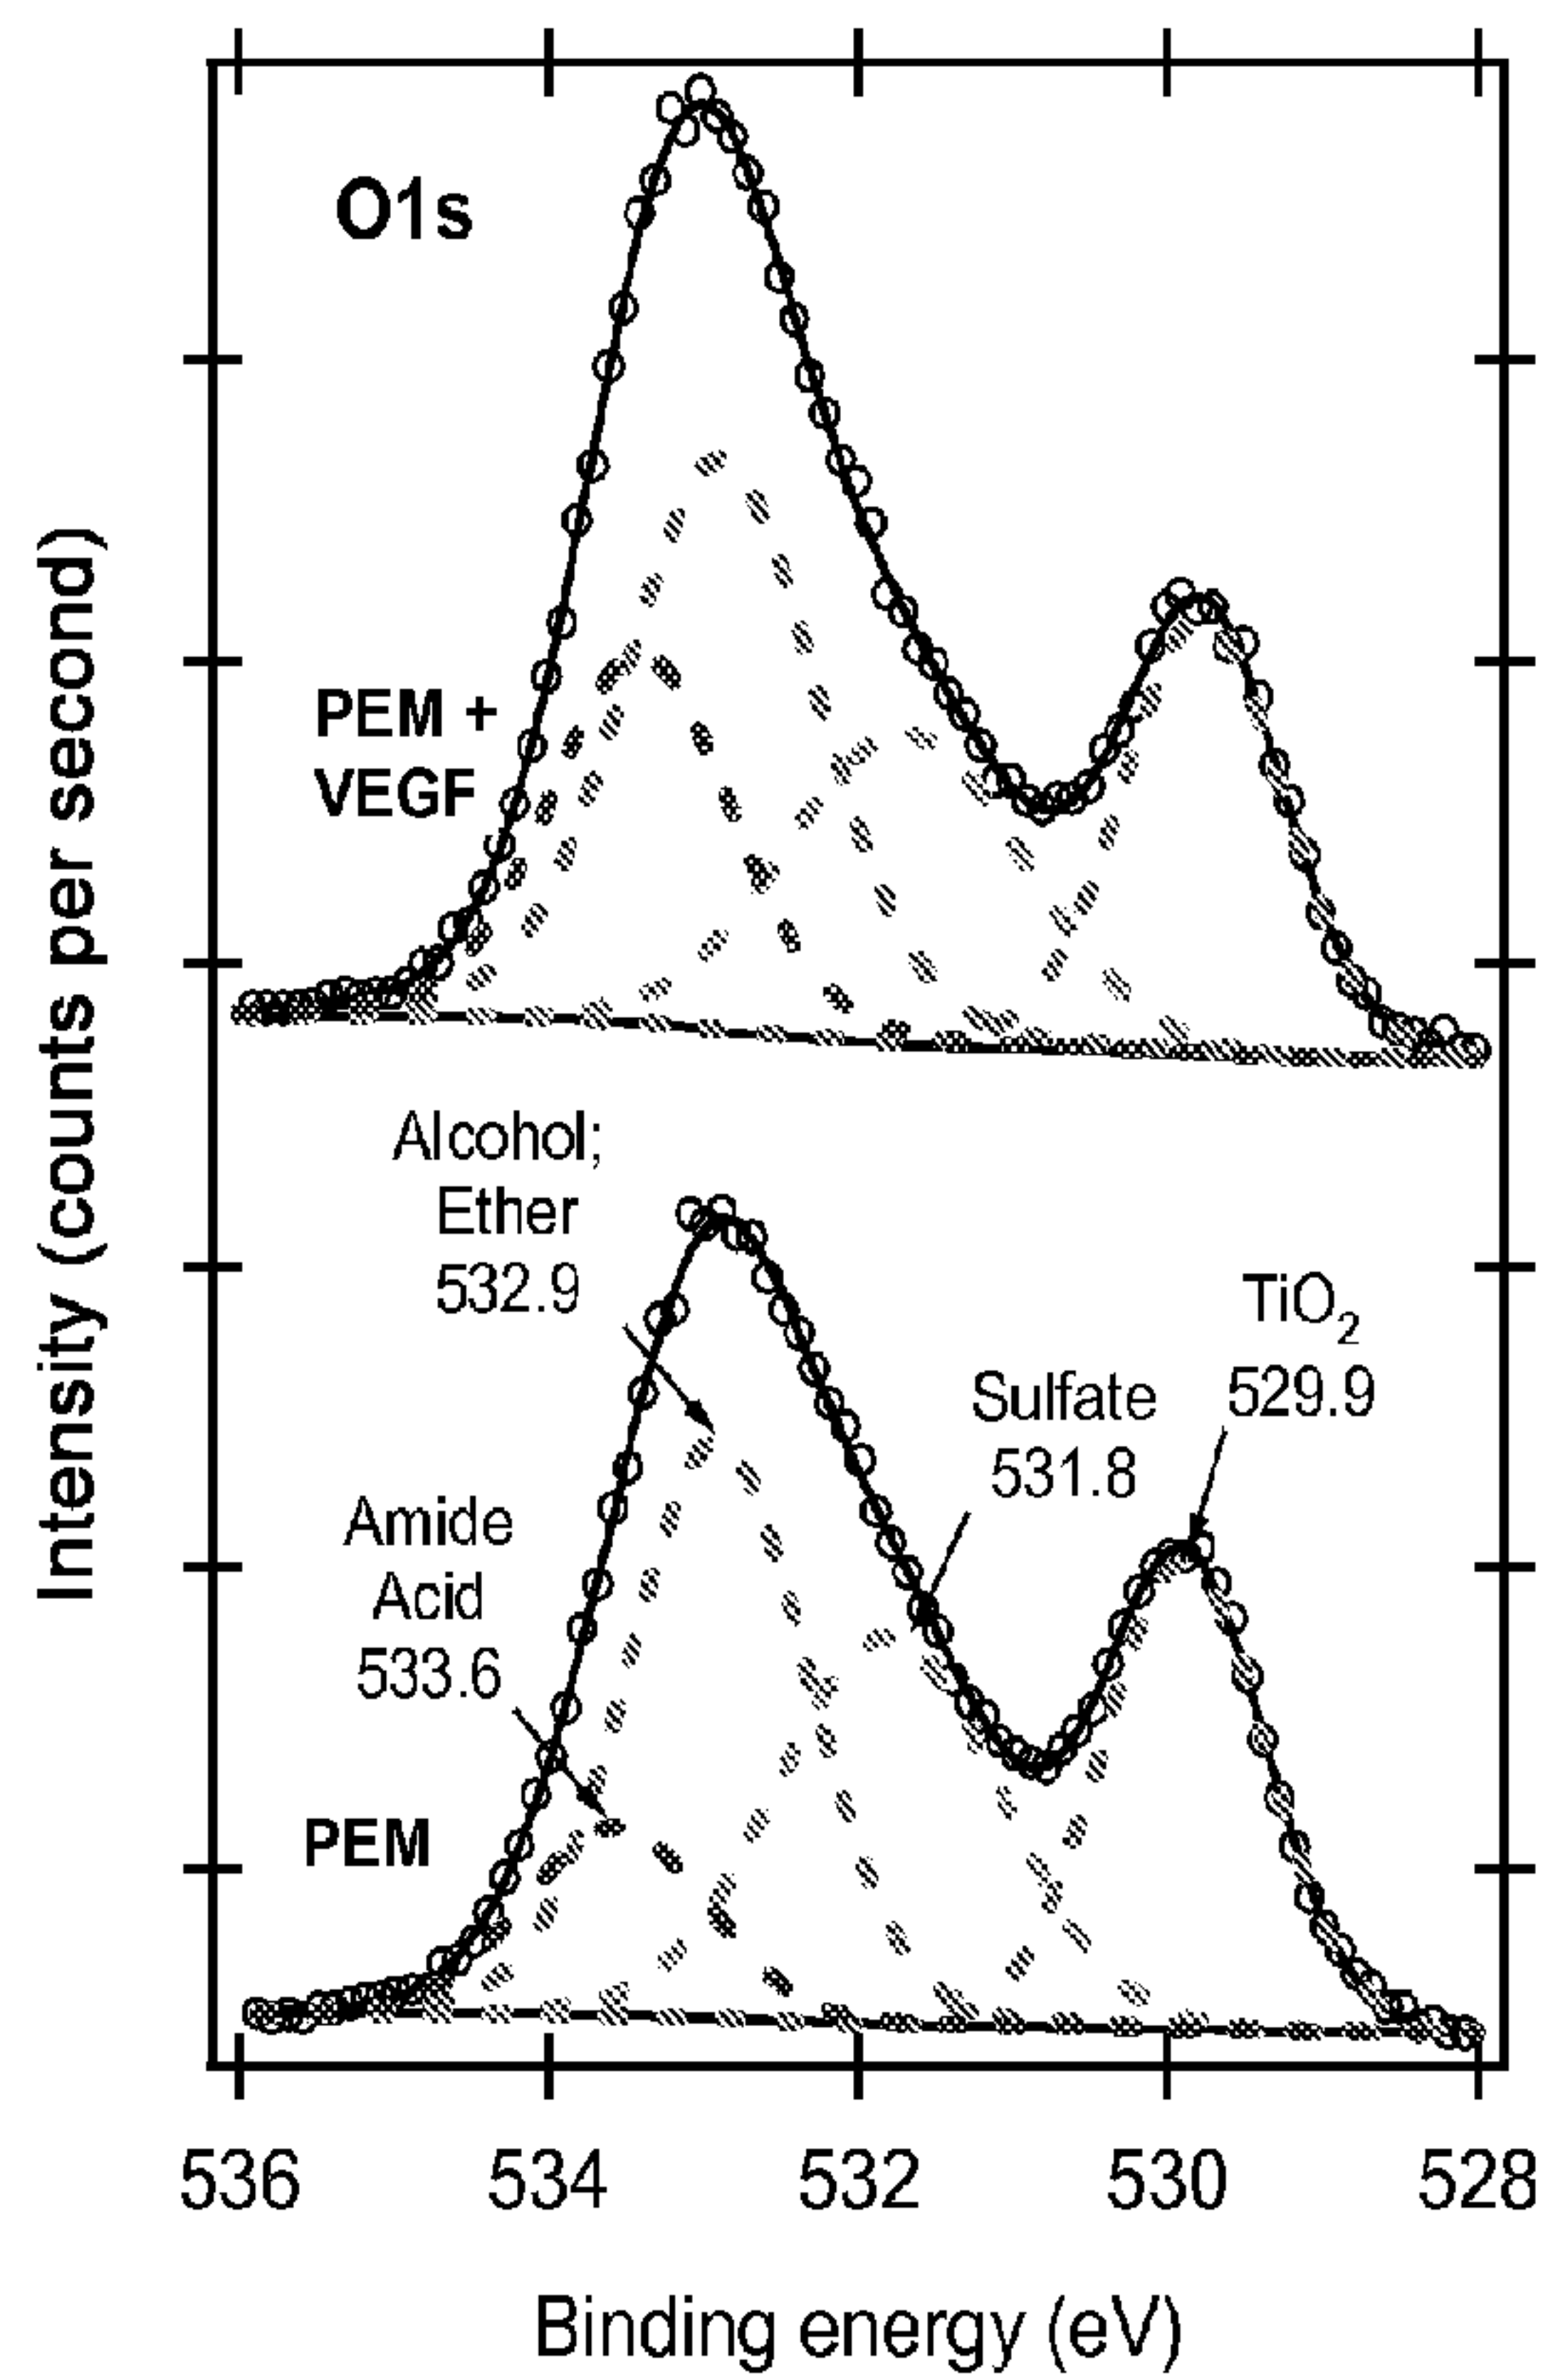 O1s
PEM +
VEGF
Alcohol;
Ether
532.9
TiO₂
529.9
Sulfate
531.8
Amide
Acid
533.6
PEM
Intensity (counts per second)
536 534 532 530 528
Binding energy (eV)